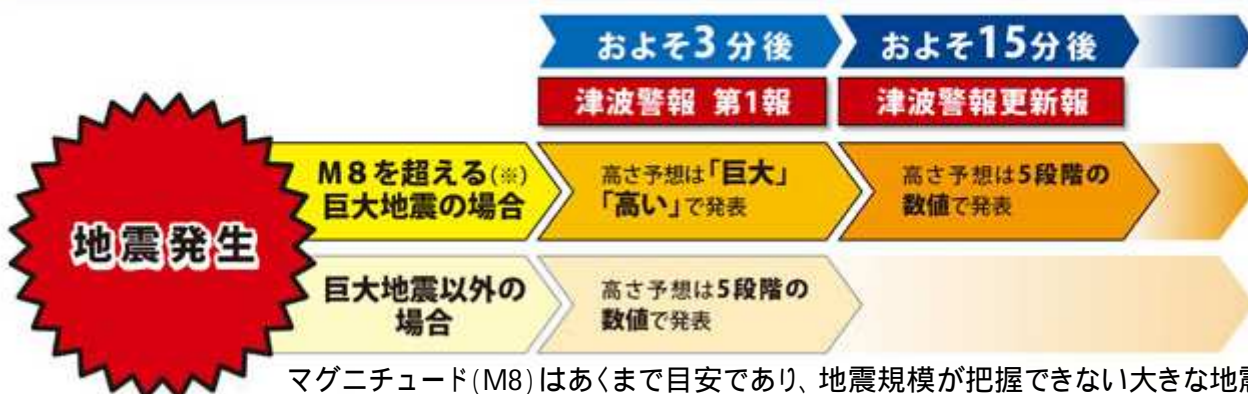 およそ3分後
およそ15分後
津波警報 第1報
津波警報更新報
地震発生
M8を超える(※)
巨大地震の場合
高さ予想は「巨大」
「高い」で発表
高さ予想は5段階の
数値で発表
巨大地震以外の
場合
高さ予想は5段階の
数値で発表
マグニチュード(M8)はあくまで目安であり、地震規模が把握できない大きな地震